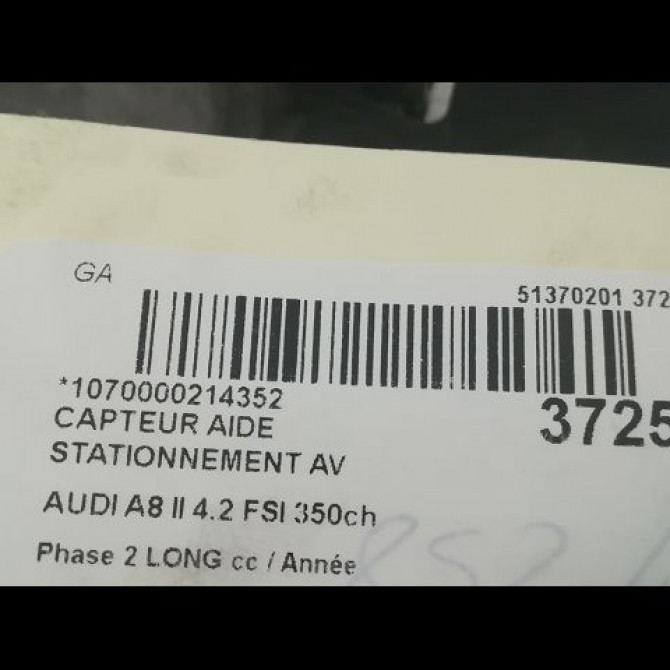 GA
51370201 372
*1070000214352
3725
CAPTEUR AIDE
STATIONNEMENT AV
AUDI A8 II 4.2 FSI 350ch
Phase 2 LONG cc / Année